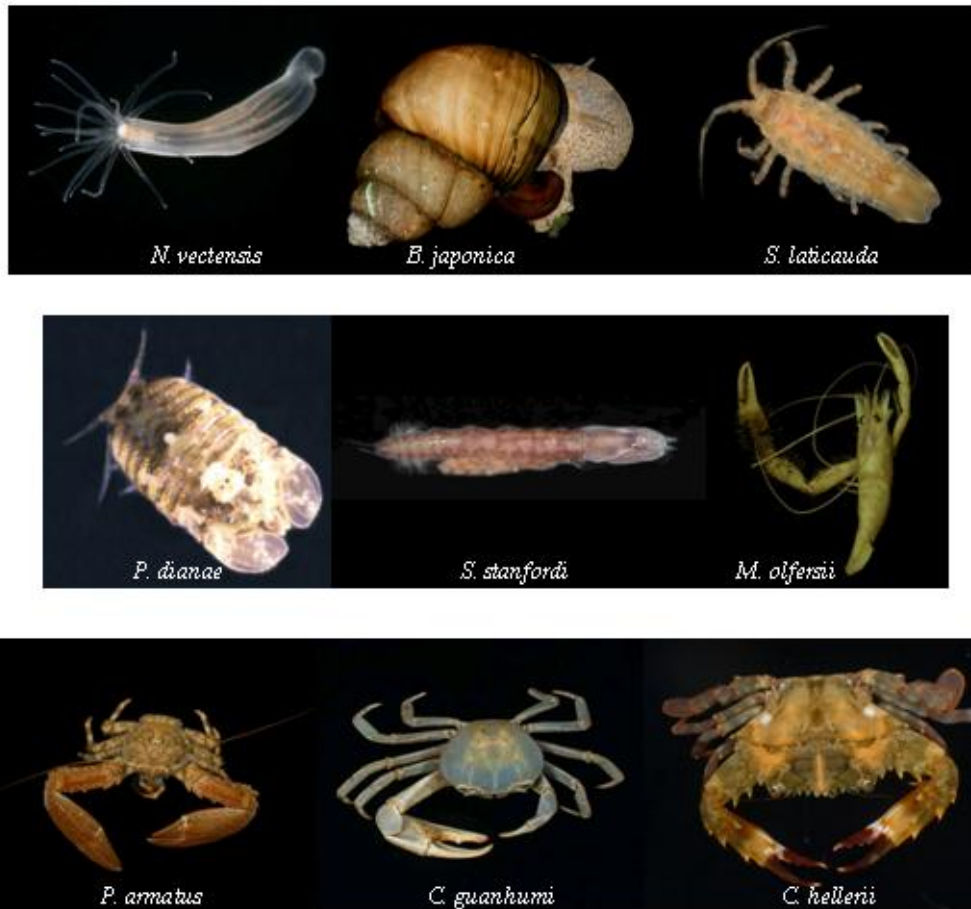 N. vectensis
B. japonica
S. laticauda
P. dianae
S. stanfordi
M. olfersii
P. armatus
C. guanhumi
C. hellerii